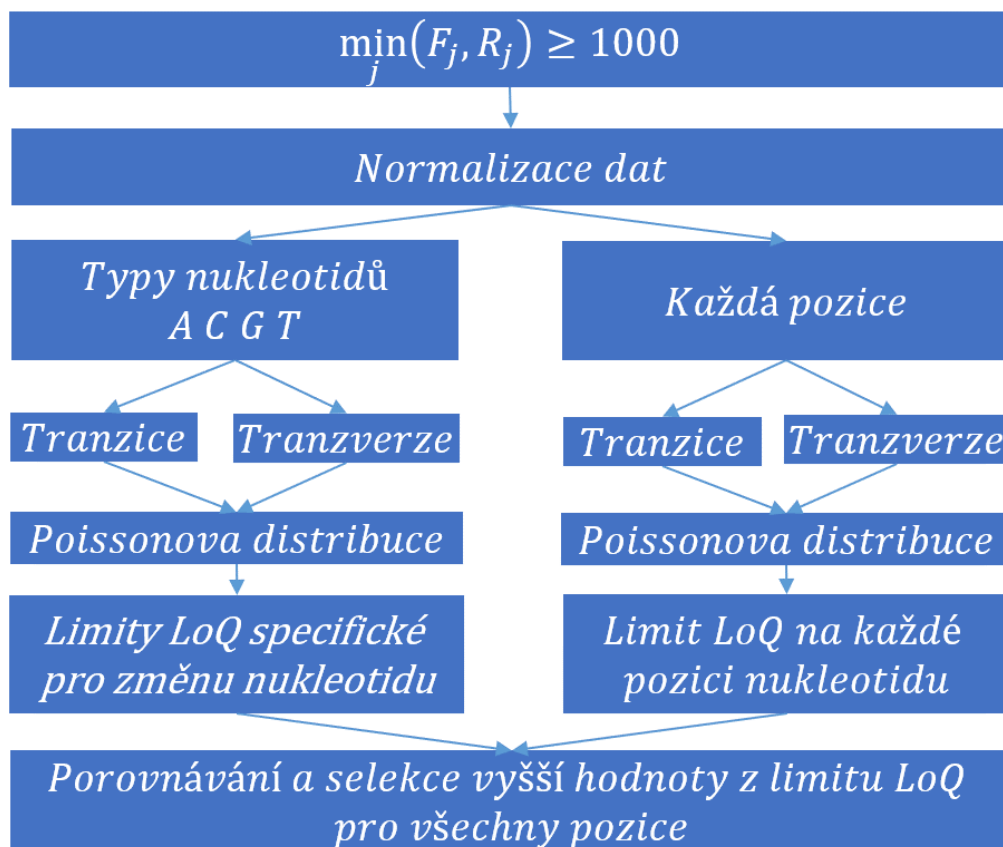 min(F_j, R_j) ≥ 1000
j
Normalizace dat
Typy nukleotidů
A C G T
Každá pozice
Tranzice
Tranzverze
Tranzice
Tranzverze
Poissonova distribuce
Poissonova distribuce
Limity LoQ specifické
pro změnu nukleotidu
Limit LoQ na každé
pozici nukleotidu
Porovnávání a selekce vyšší hodnoty z limitu LoQ
pro všechny pozice